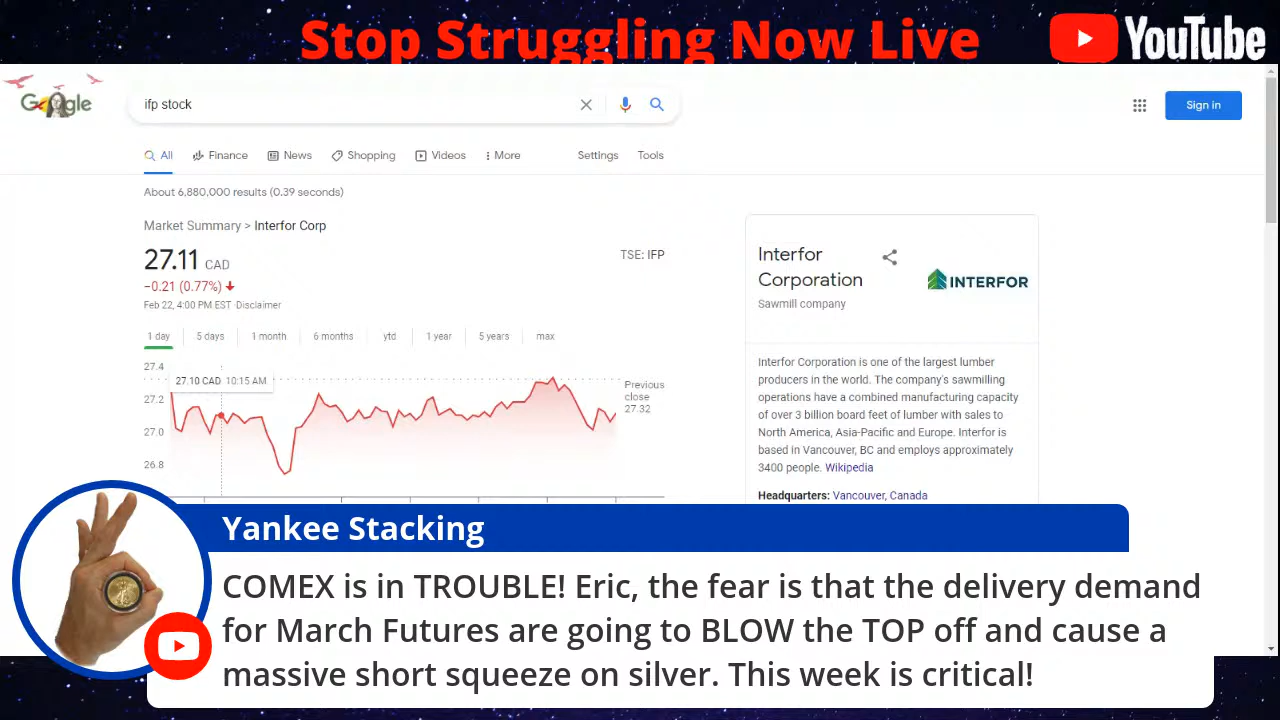 Stop Struggling Now Live
YouTube
Google
ifp stock
Sign in
All
Finance
News
Shopping
Videos
More
Settings
Tools
About 6,880,000 results (0.39 seconds)
Market Summary > Interfor Corp
27.11 CAD
TSE: IFP
−0.21 (0.77%)
Feb 22, 4:00 PM EST ·Disclaimer
1 day
5 days
1 month
6 months
ytd
1 year
5 years
max
27.4
27.2
27.0
26.8
27.10 CAD 10:15 AM
Previous
close
27.32
Interfor
Corporation
Sawmill company
INTERFOR
Interfor Corporation is one of the largest lumber
producers in the world. The company's sawmilling
operations have a combined manufacturing capacity
of over 3 billion board feet of lumber with sales to
North America, Asia-Pacific and Europe. Interfor is
based in Vancouver, BC and employs approximately
3400 people. Wikipedia
Headquarters: Vancouver, Canada
Yankee Stacking
COMEX is in TROUBLE! Eric, the fear is that the delivery demand
for March Futures are going to BLOW the TOP off and cause a
massive short squeeze on silver. This week is critical!